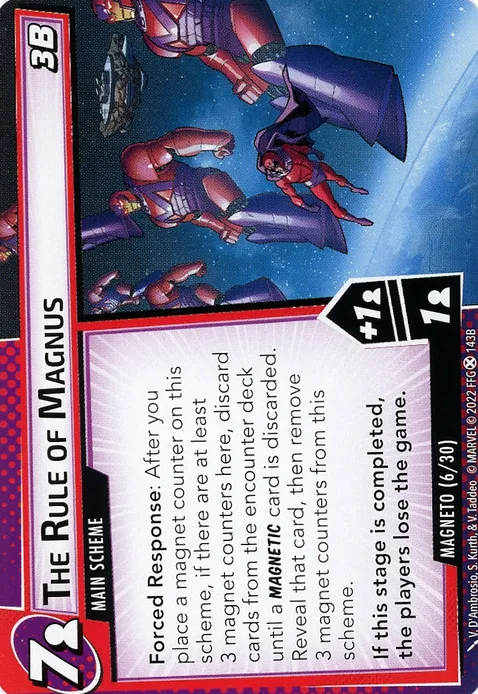 7
THE RULE OF MAGNUS
3B
MAIN SCHEME
Forced Response: After you
place a magnet counter on this
scheme, if there are at least
3 magnet counters here, discard
cards from the encounter deck
until a MAGNETIC card is discarded.
Reveal that card, then remove
3 magnet counters from this
scheme.
If this stage is completed,
the players lose the game.
+1
1
MAGNETO (6/30)
V. D'Ambrosio, S. Kurth, & V. Taddeo © MARVEL © 2022 FFG 143B